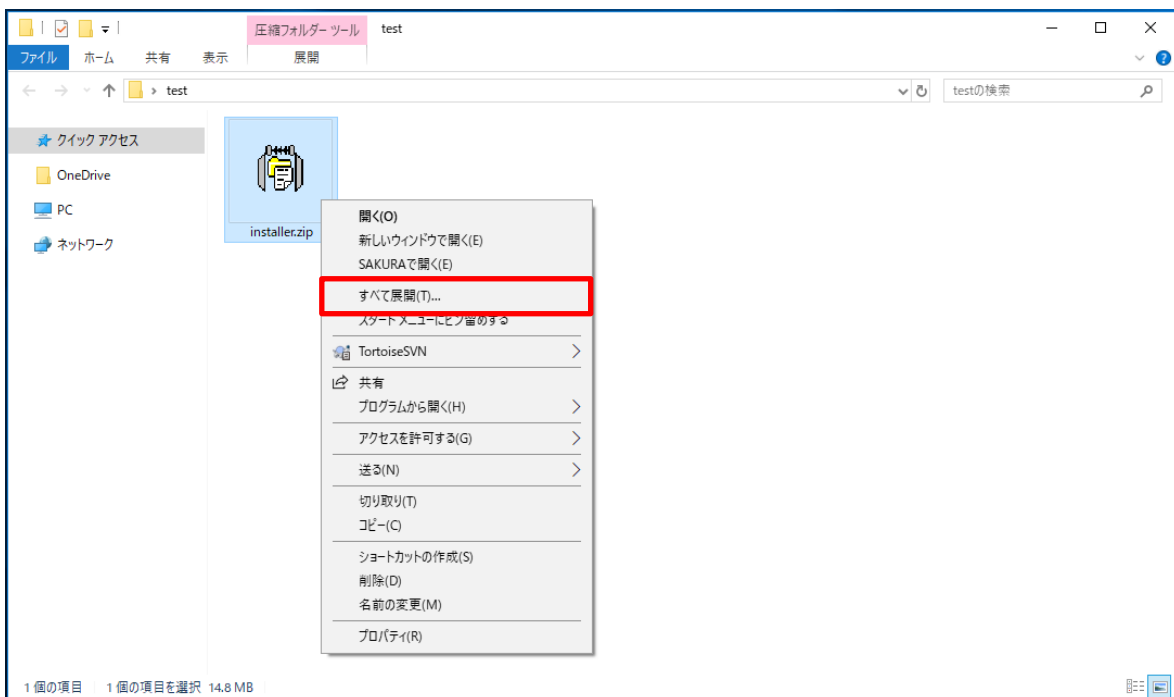 圧縮フォルダー ツール test
ファイル ホーム 共有 表示 展開
test
testの検索
クイック アクセス
OneDrive
PC
ネットワーク
installer.zip
開く(O)
新しいウィンドウで開く(E)
SAKURAで開く(E)
すべて展開(T)...
スタート メニューにピン留めする
TortoiseSVN
共有
プログラムから開く(H)
アクセスを許可する(G)
送る(N)
切り取り(T)
コピー(C)
ショートカットの作成(S)
削除(D)
名前の変更(M)
プロパティ(R)
1 個の項目 1 個の項目を選択 14.8 MB